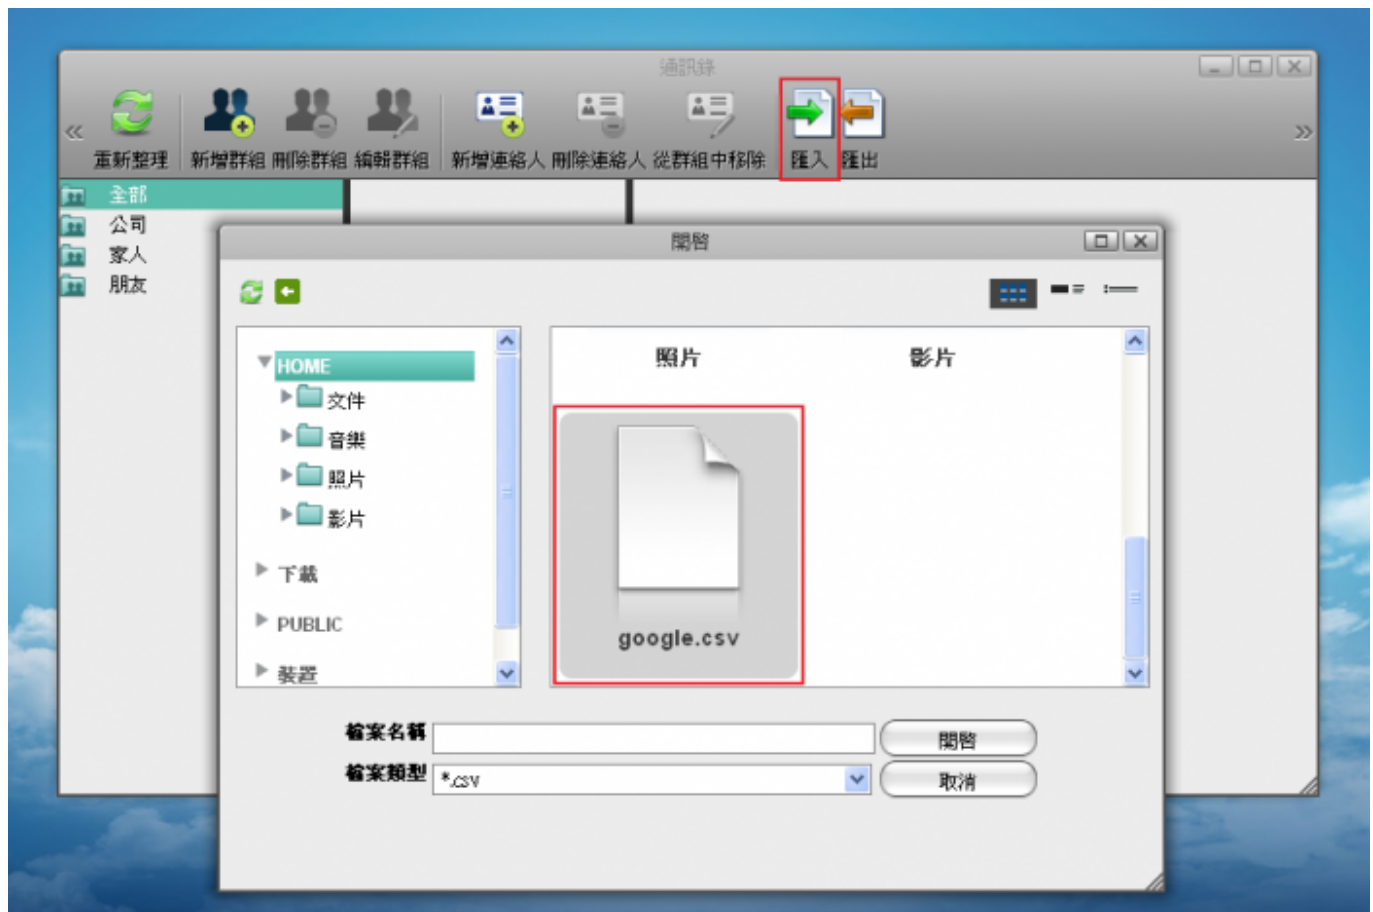 通訊錄
重新整理 新增群組 刪除群組 編輯群組 新增連絡人 刪除連絡人 從群組中移除 匯入 匯出
全部
公司
家人
朋友
開啓
HOME
文件
音樂
照片
影片
下載
PUBLIC
裝置
照片 影片
google.csv
檔案名稱
開啓
檔案類型 *.csv
取消